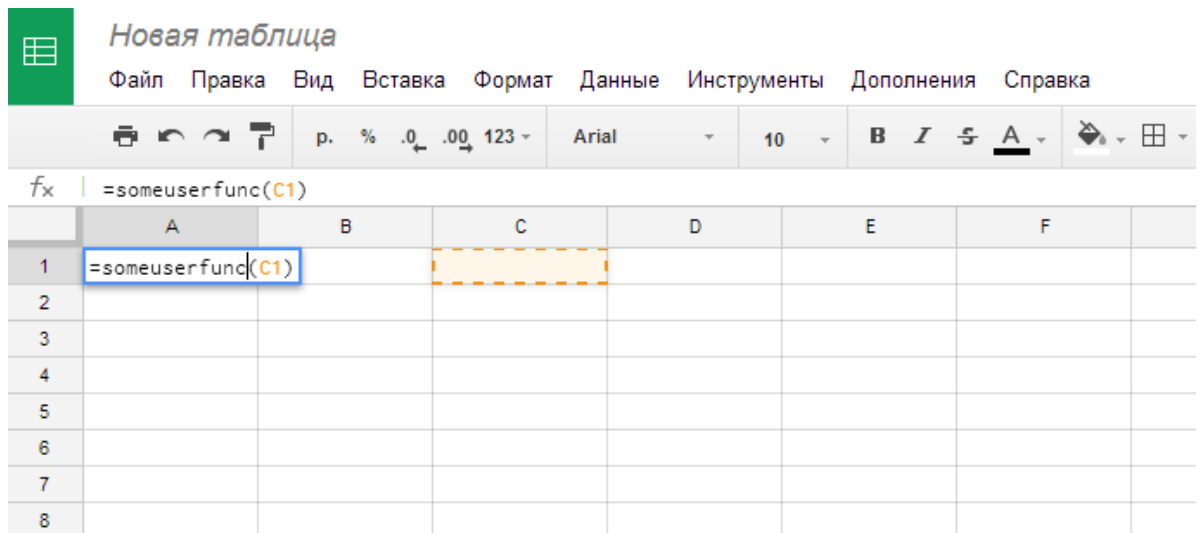 Новая таблица
Файл Правка Вид Вставка Формат Данные Инструменты Дополнения Справка
р. % .0 .00 123 Arial 10 B I S A
fx =someuserfunc(C1)
A B C D E F
1 =someuserfunc(C1)
2
3
4
5
6
7
8